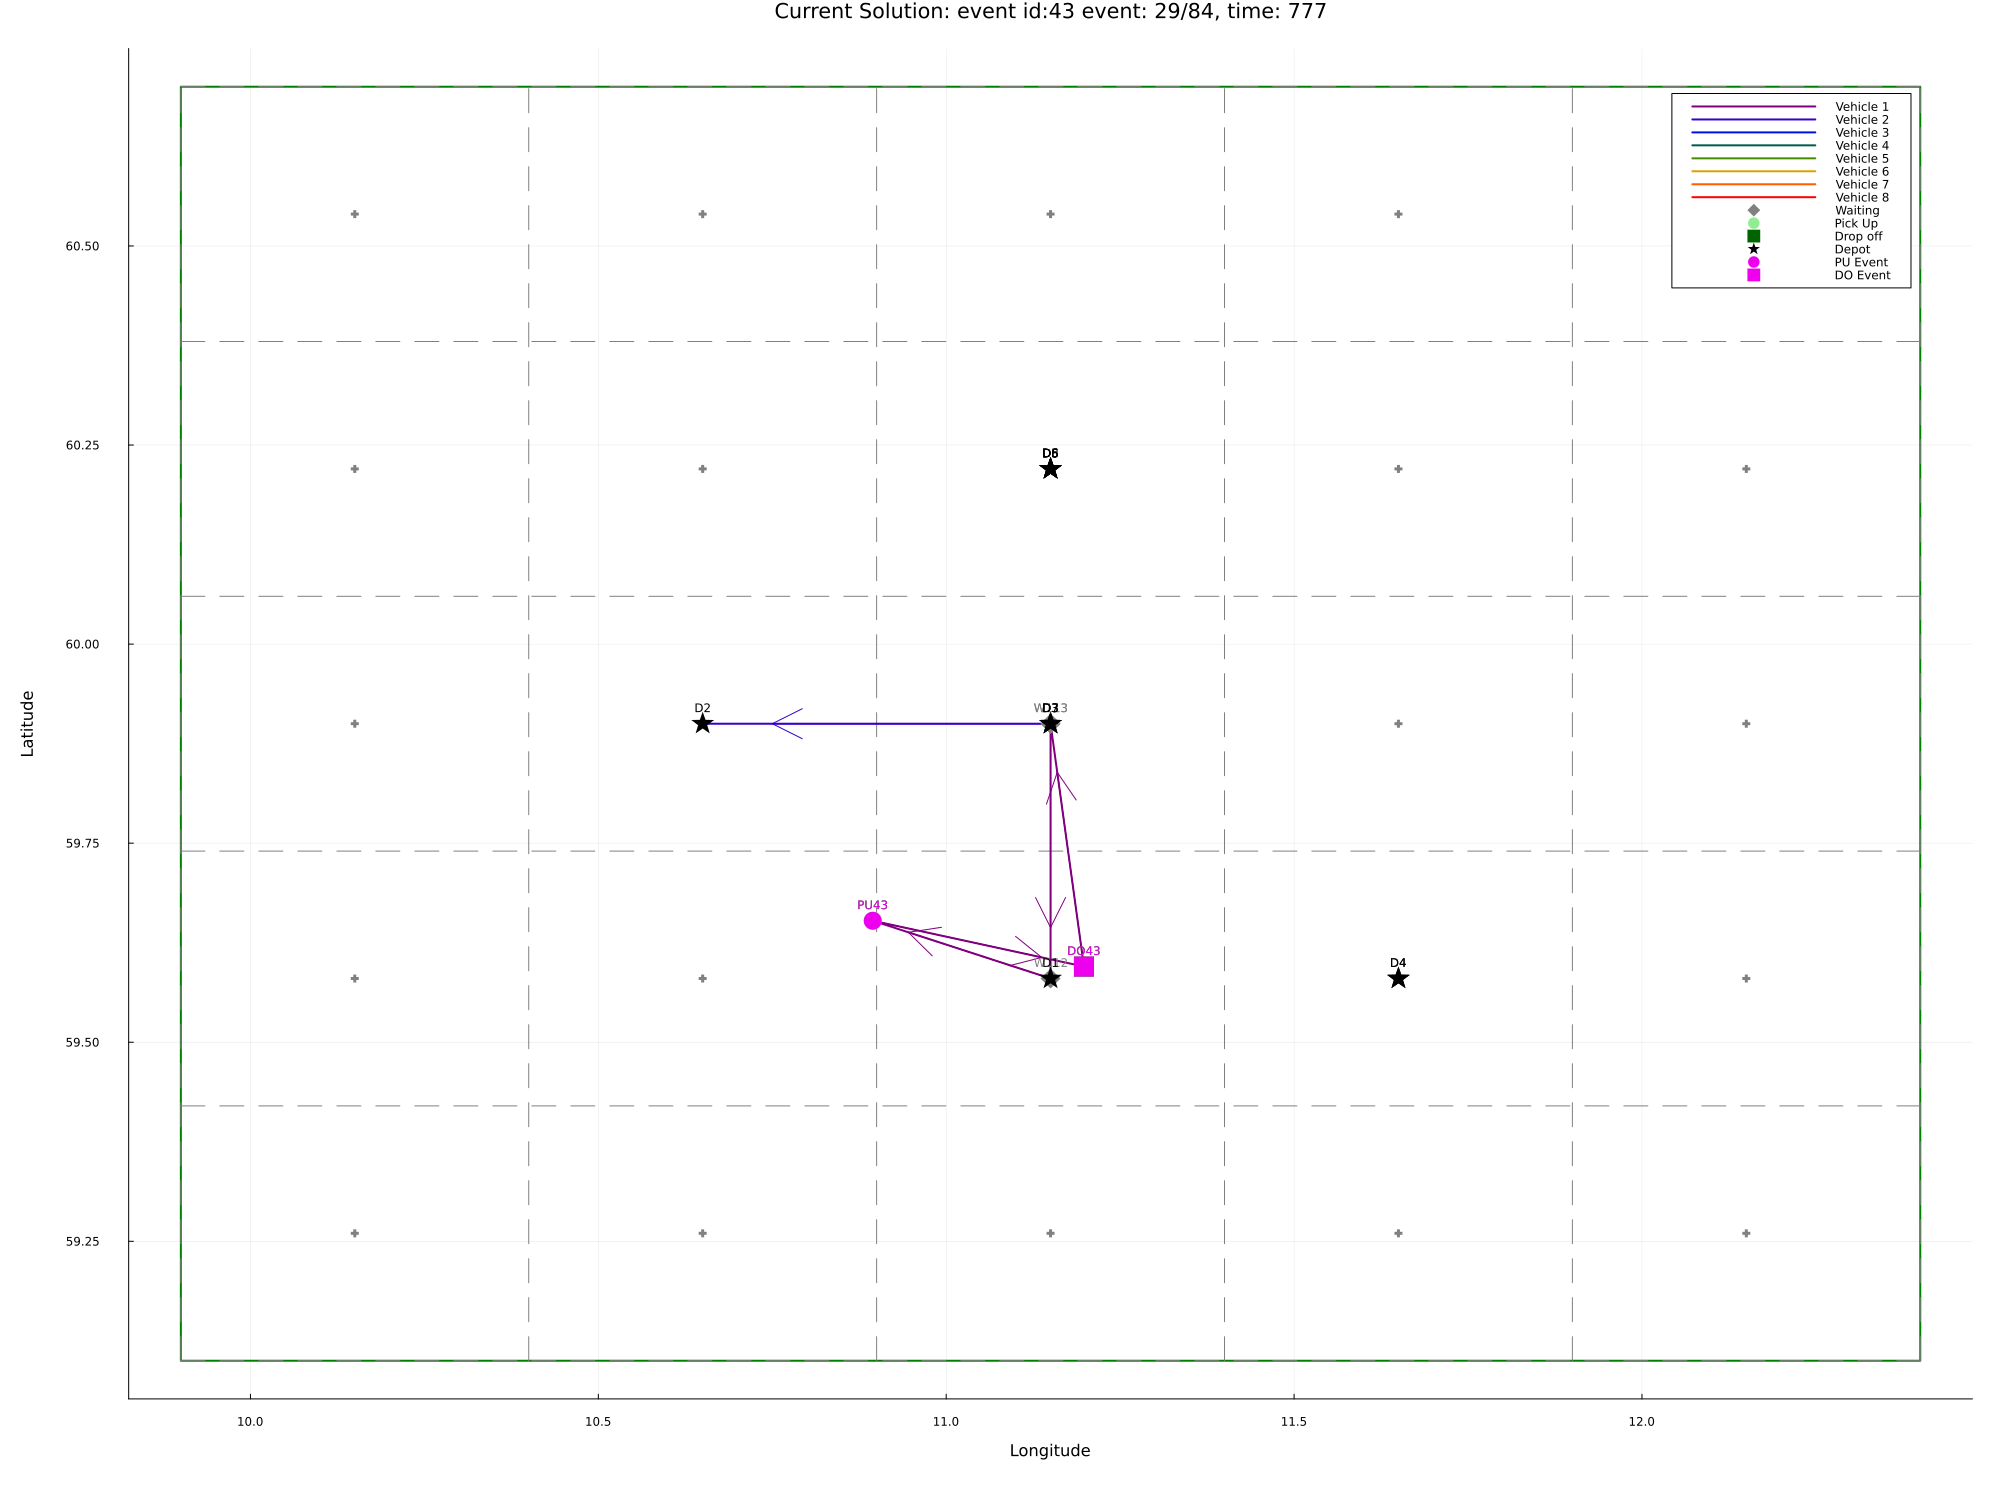 Current Solution: event id:43 event: 29/84, time: 777
Vehicle 1
Vehicle 2
Vehicle 3
Vehicle 4
Vehicle 5
Vehicle 6
Vehicle 7
Vehicle 8
Waiting
Pick Up
Drop off
Depot
PU Event
DO Event
60.50
60.25
60.00
59.75
59.50
59.25
Latitude
D2
PU43
DO43
D1
D4
10.0
10.5
11.0
11.5
12.0
Longitude